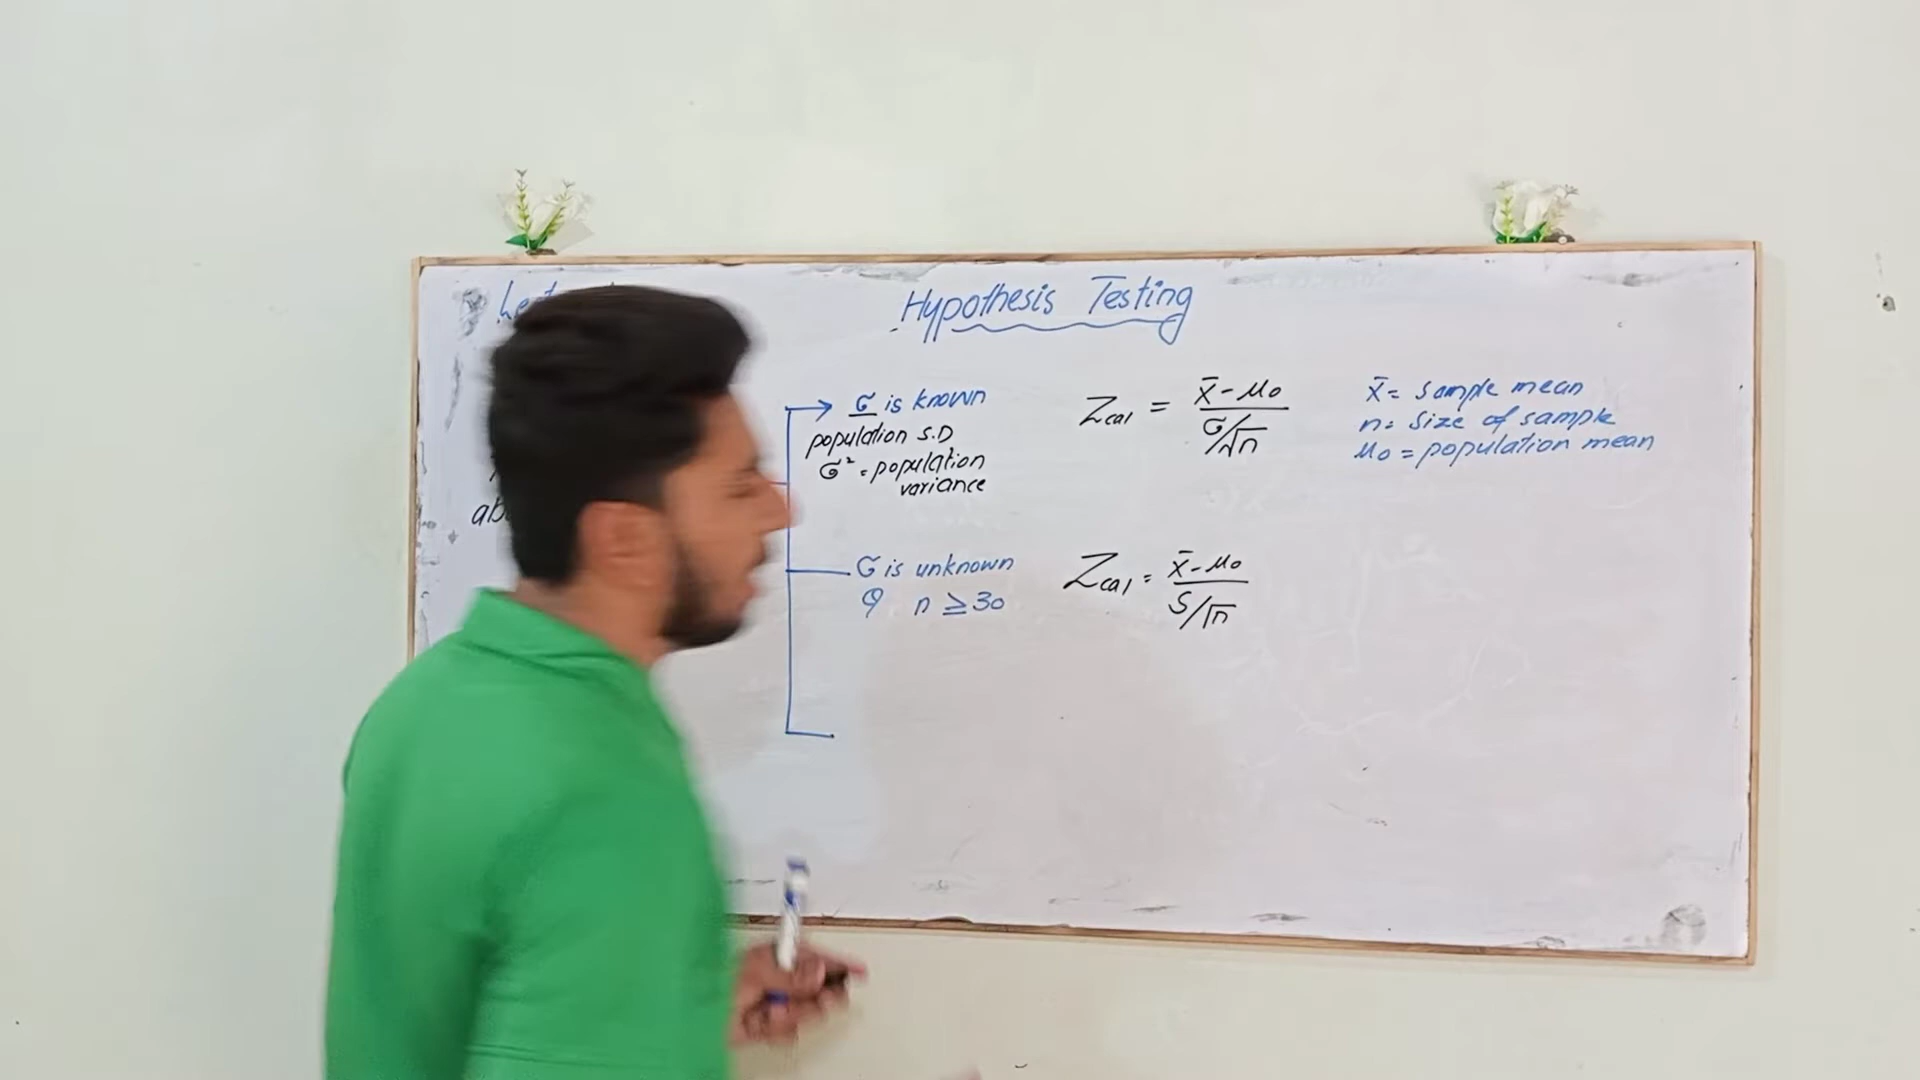 Hypothesis Testing
σ is known
population S.D
σ² = population
variance
Zcal = x̄ - μ₀ / σ/√n
x̄ = sample mean
n = size of sample
μ₀ = population mean
σ is unknown
n ≥ 30
Zcal = x̄ - μ₀ / S/√n